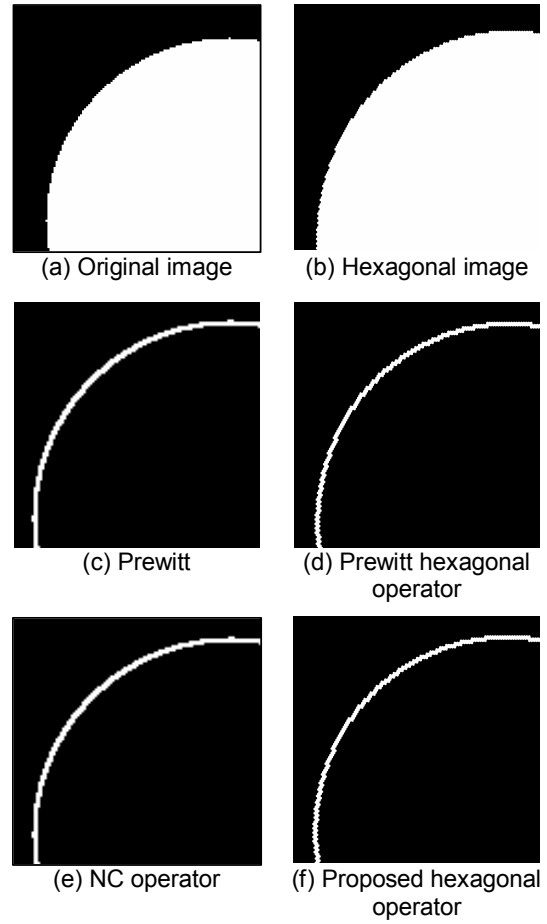 (a) Original image
(b) Hexagonal image
(c) Prewitt
(d) Prewitt hexagonal
operator
(e) NC operator
(f) Proposed hexagonal
operator